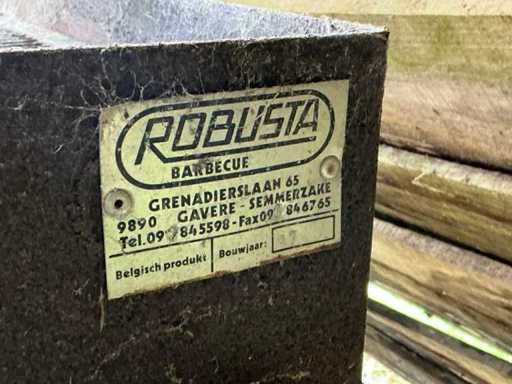 ROBUSTA
BARBECUE
GRENADIERSLAAN 65
9890 GAVERE - SEMMERZAKE
Tel.09 845598-Fax09 846765
Belgisch produkt
Bouwjaar: